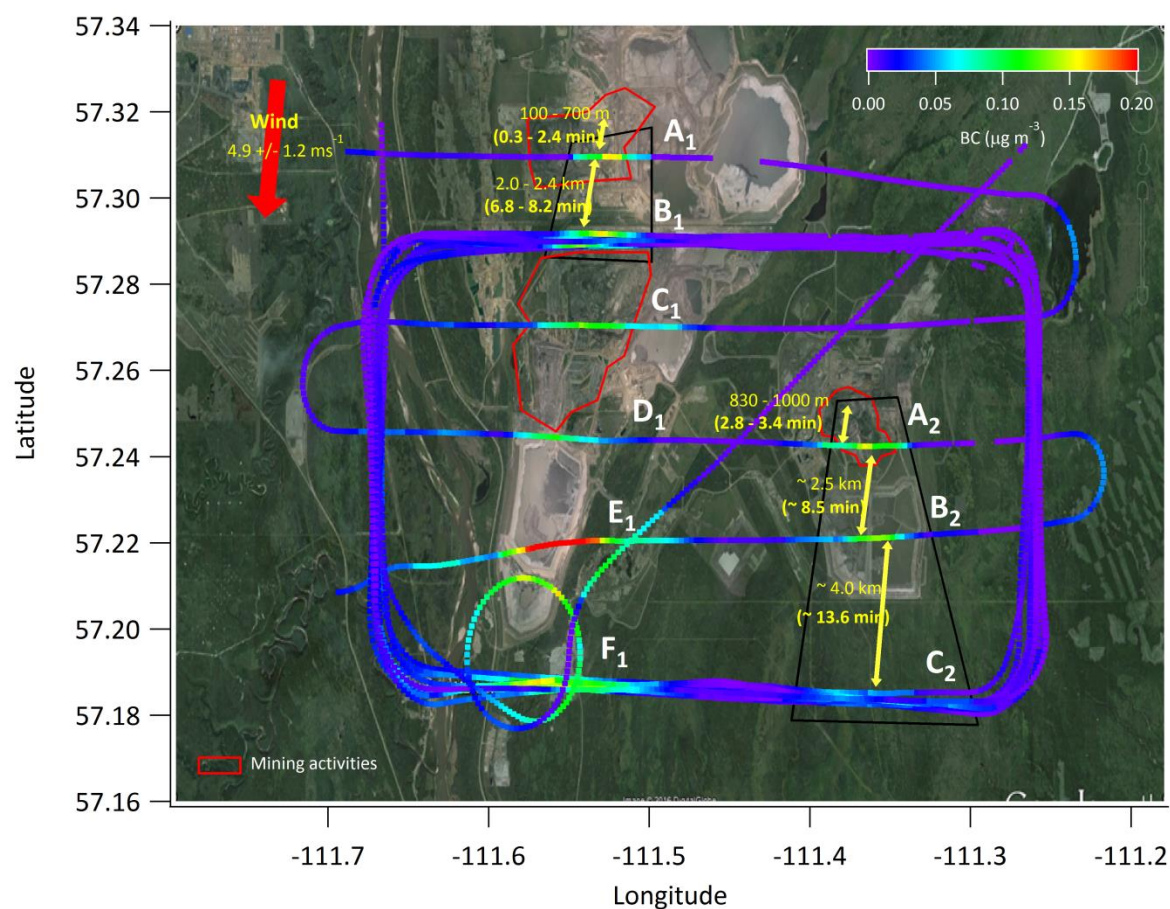 57.34
57.32
57.30
57.28
57.26
57.24
57.22
57.20
57.18
57.16
Latitude
-111.7
-111.6
-111.5
-111.4
-111.3
-111.2
Longitude
0.00
0.05
0.10
0.15
0.20
BC (µg m⁻³)
Wind
4.9 +/- 1.2 ms⁻¹
100 - 700 m
(0.3 - 2.4 min)
A₁
2.0 - 2.4 km
(6.8 - 8.2 min)
B₁
C₁
830 - 1000 m
(2.8 - 3.4 min)
D₁
A₂
~ 2.5 km
(~ 8.5 min)
E₁
B₂
~ 4.0 km
(~ 13.6 min)
F₁
C₂
Mining activities
Image © 2016 DigitalGlobe